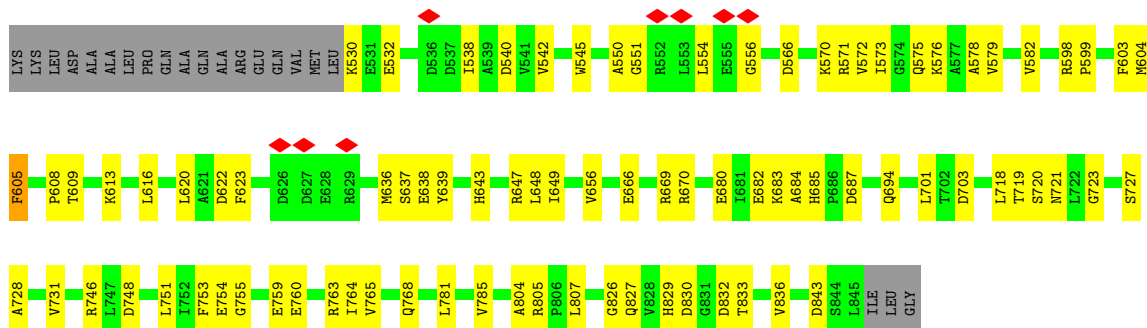 LYS LYS LEU ASP ALA ALA LEU PRO GLN ALA GLN ALA ARG GLU GLN VAL MET LEU K530 E531 E532 D536 D537 I538 A539 D540 V541 V542 W545 A550 G551 R552 L553 L554 E555 G556 D566 K570 R571 V572 I573 G574 Q575 K576 A577 A578 V579 V582 R598 P599 F603 M604
F605 P608 T609 K613 L616 L620 A621 D622 F623 D626 D627 E628 R629 M636 S637 E638 Y639 H643 R647 L648 I649 V656 E666 R669 R670 E680 I681 E682 K683 A684 H685 P686 D687 Q694 L701 T702 D703 L718 T719 S720 N721 L722 G723 S727
A728 V731 R746 L747 D748 L751 I752 F753 E754 G755 E759 E760 R763 I764 V765 Q768 L781 V785 A804 R805 P806 L807 G826 Q827 V828 H829 D830 G831 D832 T833 V836 D843 S844 L845 ILE LEU GLY